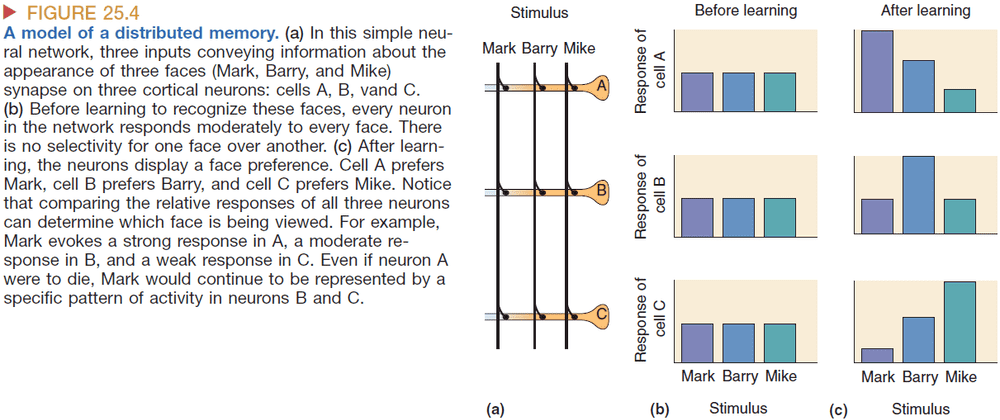 ▶ FIGURE 25.4
A model of a distributed memory. (a) In this simple neu-
ral network, three inputs conveying information about the
appearance of three faces (Mark, Barry, and Mike)
synapse on three cortical neurons: cells A, B, vand C.
(b) Before learning to recognize these faces, every neuron
in the network responds moderately to every face. There
is no selectivity for one face over another. (c) After learn-
ing, the neurons display a face preference. Cell A prefers
Mark, cell B prefers Barry, and cell C prefers Mike. Notice
that comparing the relative responses of all three neurons
can determine which face is being viewed. For example,
Mark evokes a strong response in A, a moderate re-
sponse in B, and a weak response in C. Even if neuron A
were to die, Mark would continue to be represented by a
specific pattern of activity in neurons B and C.
Stimulus
Mark Barry Mike
A
B
C
(a)
Before learning
Response of
cell A
Response of
cell B
Response of
cell C
Mark Barry Mike
(b) Stimulus
After learning
Mark Barry Mike
(c) Stimulus